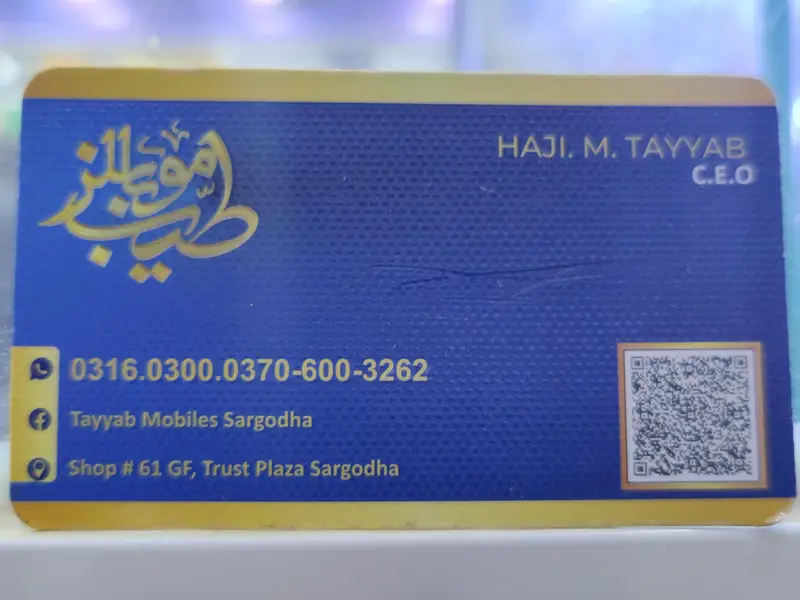 طیب موبائلز
HAJI. M. TAYYAB
C.E.O
0316.0300.0370-600-3262
Tayyab Mobiles Sargodha
Shop # 61 GF, Trust Plaza Sargodha